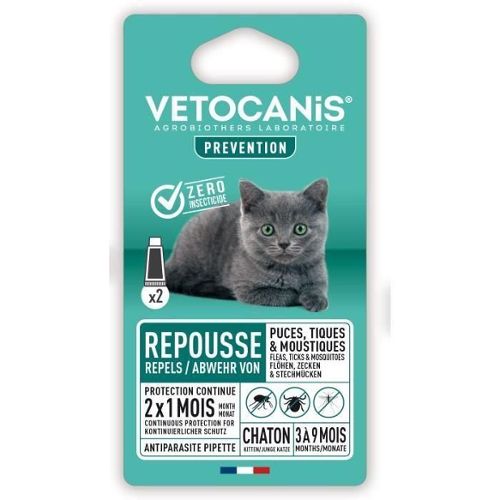 VETOCANiS®
AGROBIOTHERS LABORATOIRE
PREVENTION
ZERO
INSECTICIDE
x2
REPOUSSE
REPELS / ABWEHR VON
PUCES, TIQUES
& MOUSTIQUES
FLEAS, TICKS & MOSQUITOES
FLÖHEN, ZECKEN
& STECHMÜCKEN
PROTECTION CONTINUE
2x1 MOIS MONTH
MONAT
CONTINUOUS PROTECTION FOR
KONTINUIERLICHER SCHUTZ
ANTIPARASITE PIPETTE
CHATON
KITTEN/JUNGE KATZE
3 À 9 MOIS
MONTHS/MONATE